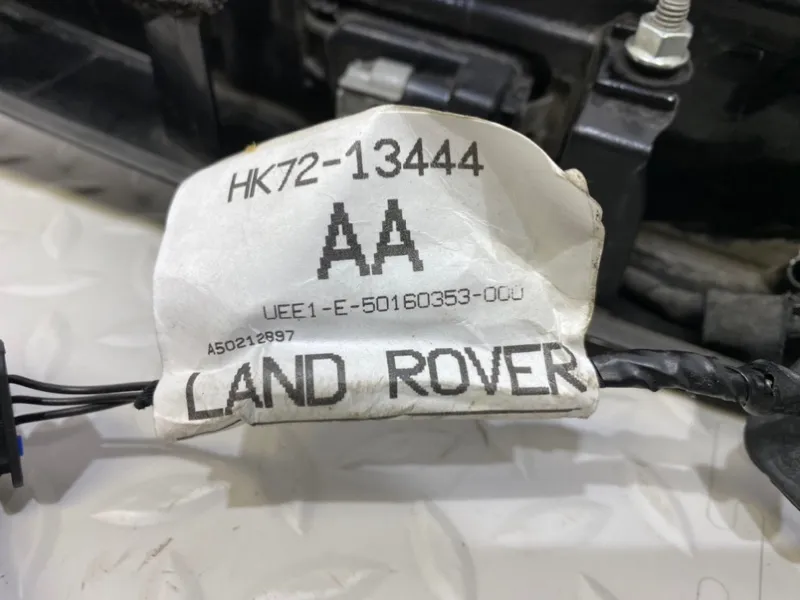 HK72-13444
AA
UEE1-E-50160353-000
A50212897
LAND ROVER